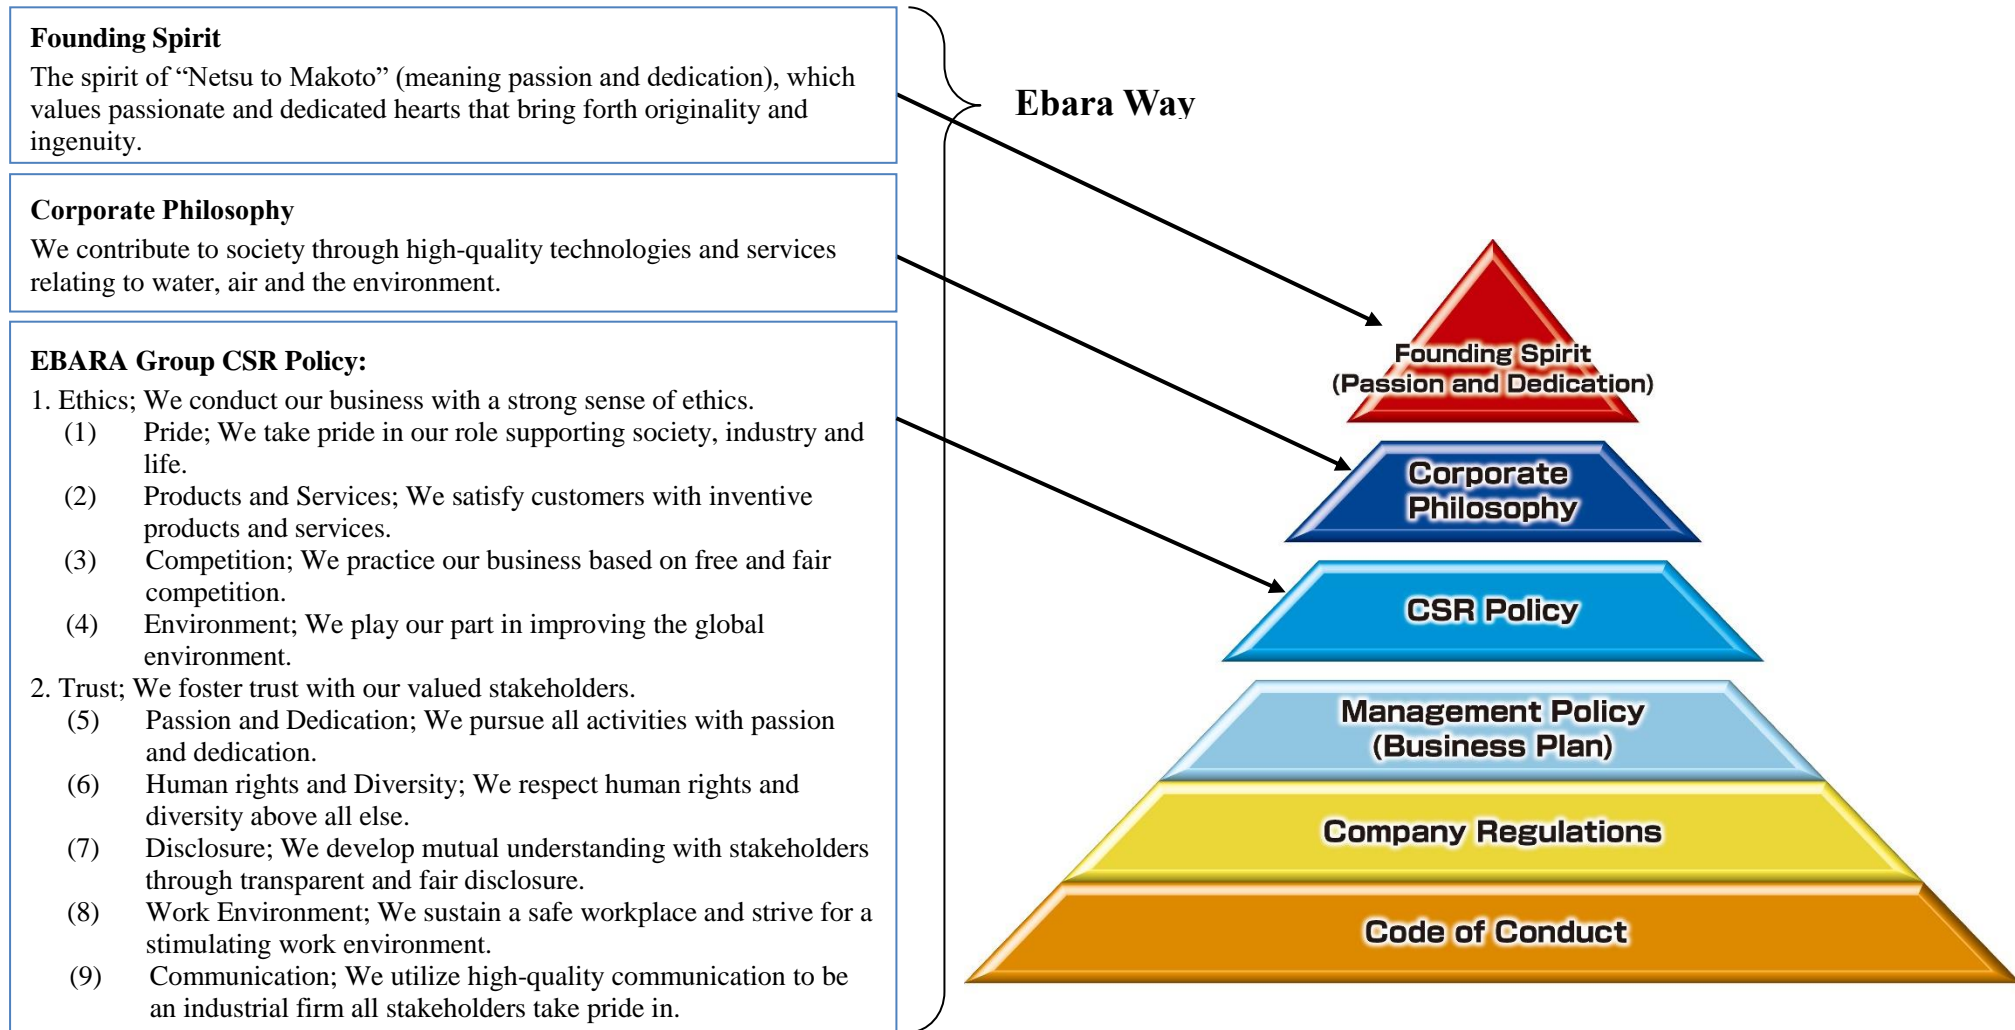 Founding Spirit
The spirit of “Netsu to Makoto” (meaning passion and dedication), which
values passionate and dedicated hearts that bring forth originality and
ingenuity.
Corporate Philosophy
We contribute to society through high-quality technologies and services
relating to water, air and the environment.
EBARA Group CSR Policy:
1. Ethics; We conduct our business with a strong sense of ethics.
(1) Pride; We take pride in our role supporting society, industry and
life.
(2) Products and Services; We satisfy customers with inventive
products and services.
(3) Competition; We practice our business based on free and fair
competition.
(4) Environment; We play our part in improving the global
environment.
2. Trust; We foster trust with our valued stakeholders.
(5) Passion and Dedication; We pursue all activities with passion
and dedication.
(6) Human rights and Diversity; We respect human rights and
diversity above all else.
(7) Disclosure; We develop mutual understanding with stakeholders
through transparent and fair disclosure.
(8) Work Environment; We sustain a safe workplace and strive for a
stimulating work environment.
(9) Communication; We utilize high-quality communication to be
an industrial firm all stakeholders take pride in.
Ebara Way
Founding Spirit
(Passion and Dedication)
Corporate
Philosophy
CSR Policy
Management Policy
(Business Plan)
Company Regulations
Code of Conduct